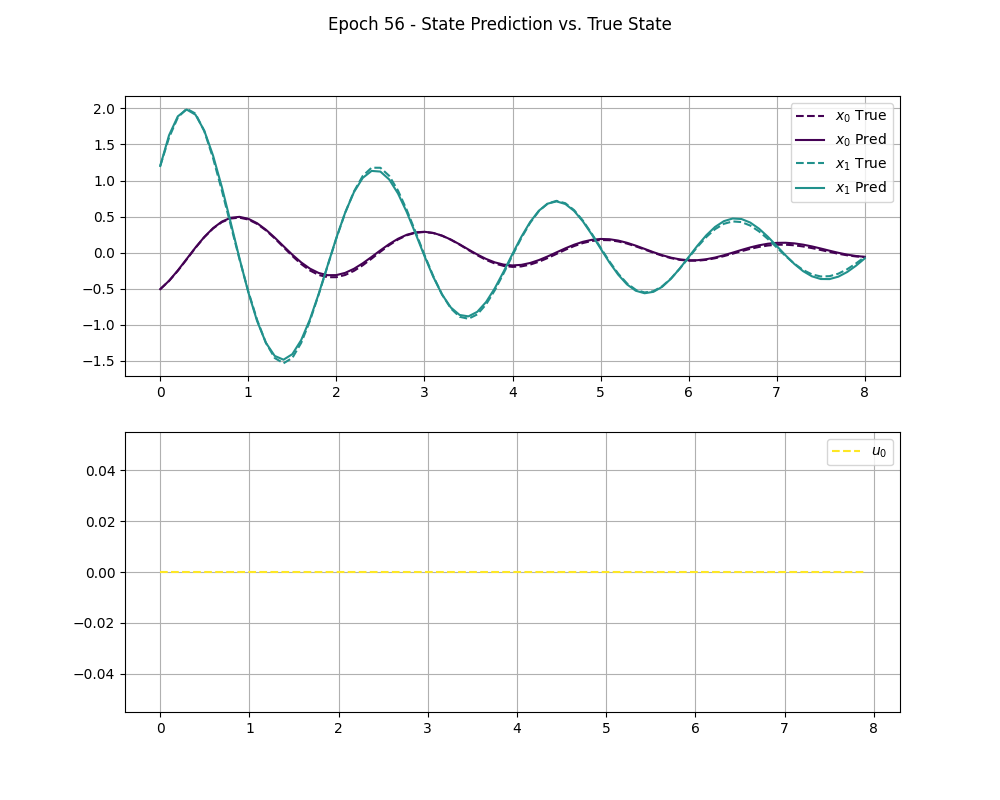 Epoch 56 - State Prediction vs. True State
2.0
1.5
1.0
0.5
0.0
−0.5
−1.0
−1.5
x₀ True
x₀ Pred
x₁ True
x₁ Pred
0 1 2 3 4 5 6 7 8
0.04
0.02
0.00
−0.02
−0.04
u₀
0 1 2 3 4 5 6 7 8